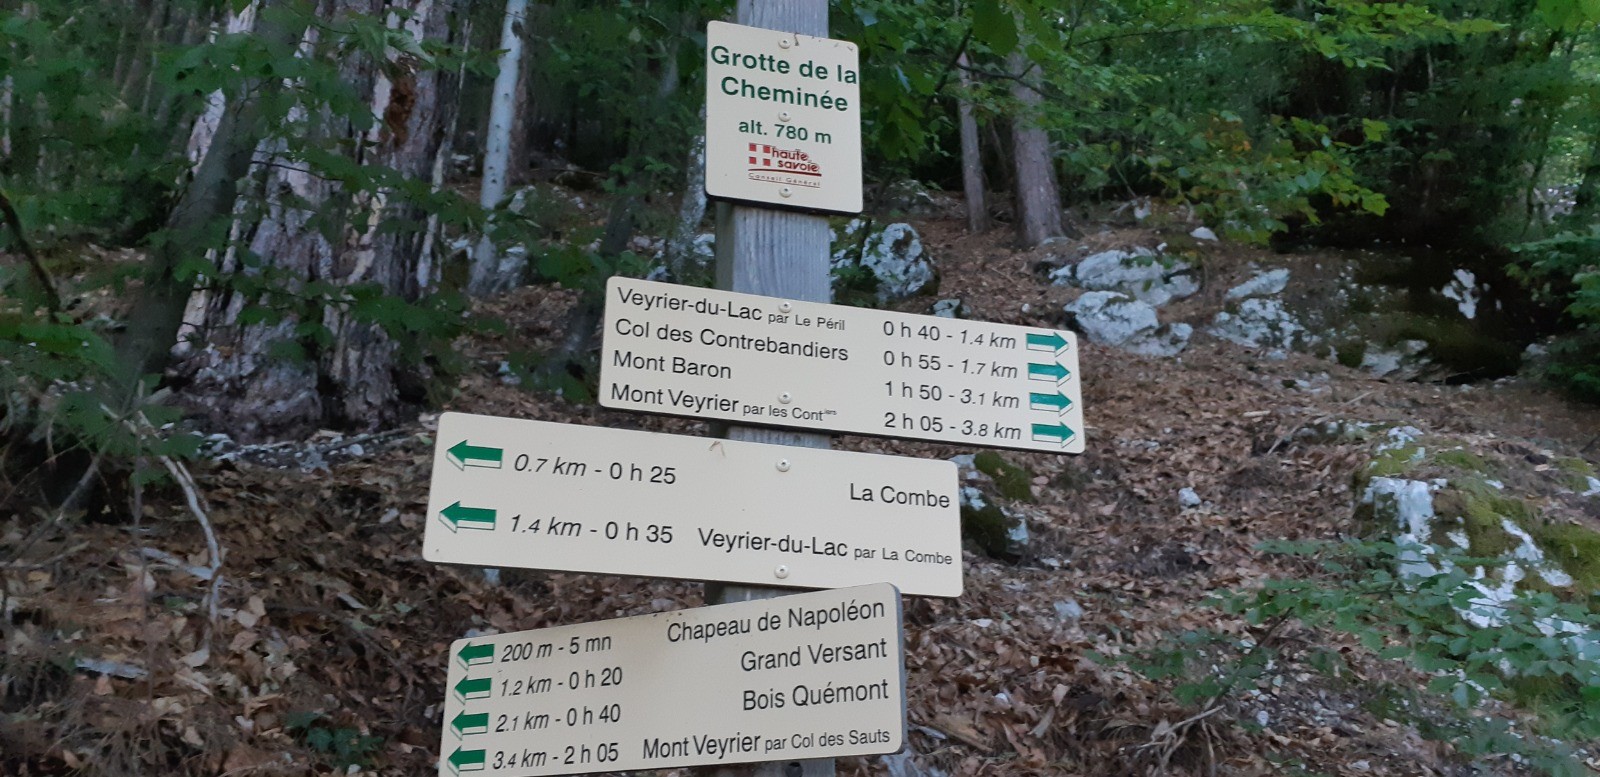 Grotte de la
Cheminée
alt. 780 m
haute
savoie
Conseil Général
Veyrier-du-Lac par Le Péril 0 h 40 - 1.4 km
Col des Contrebandiers 0 h 55 - 1.7 km
Mont Baron 1 h 50 - 3.1 km
Mont Veyrier par les Cont^iers 2 h 05 - 3.8 km
0.7 km - 0 h 25 La Combe
1.4 km - 0 h 35 Veyrier-du-Lac par La Combe
200 m - 5 mn Chapeau de Napoléon
1.2 km - 0 h 20 Grand Versant
2.1 km - 0 h 40 Bois Quémont
3.4 km - 2 h 05 Mont Veyrier par Col des Sauts